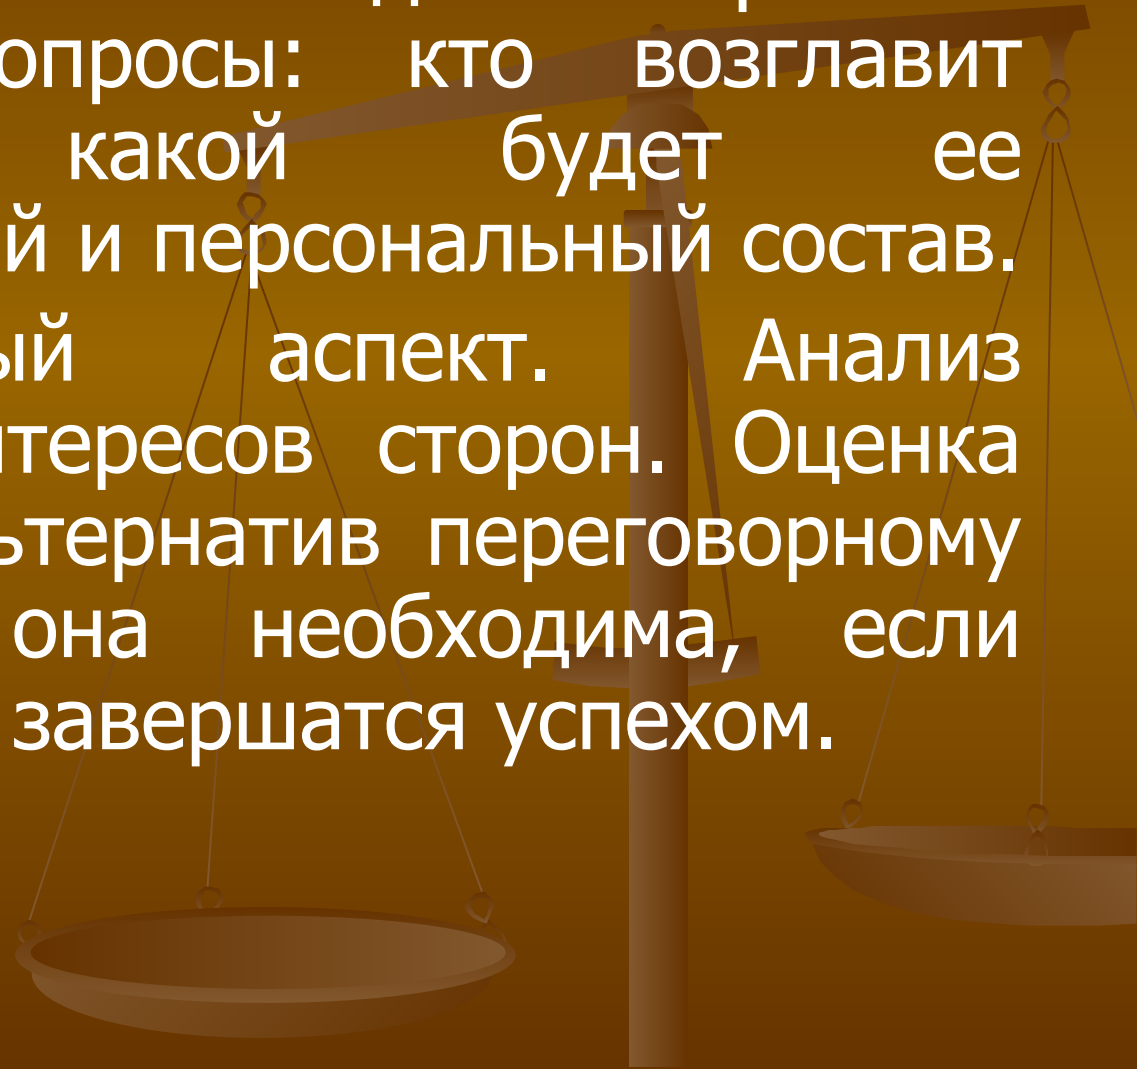 опросы: кто возглавит
какой будет ее
й и персональный состав.
ый аспект. Анализ
нтересов сторон. Оценка
ьтернатив переговорному
она необходима, если
завершатся успехом.